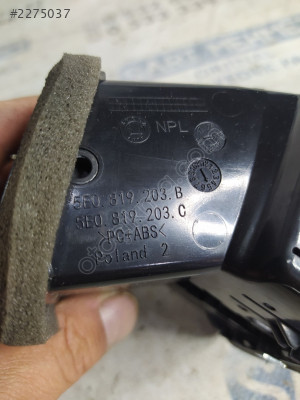 #2275037
NPL
5E0.819.203.B
5E0.819.203.C
>PC+ABS<
Poland 2